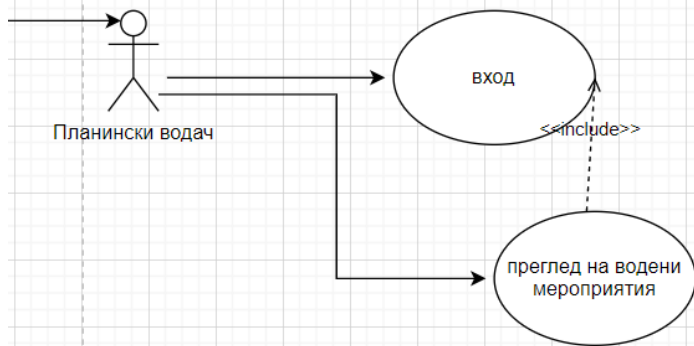 вход
<<include>>
Планински водач
преглед на водени
мероприятия